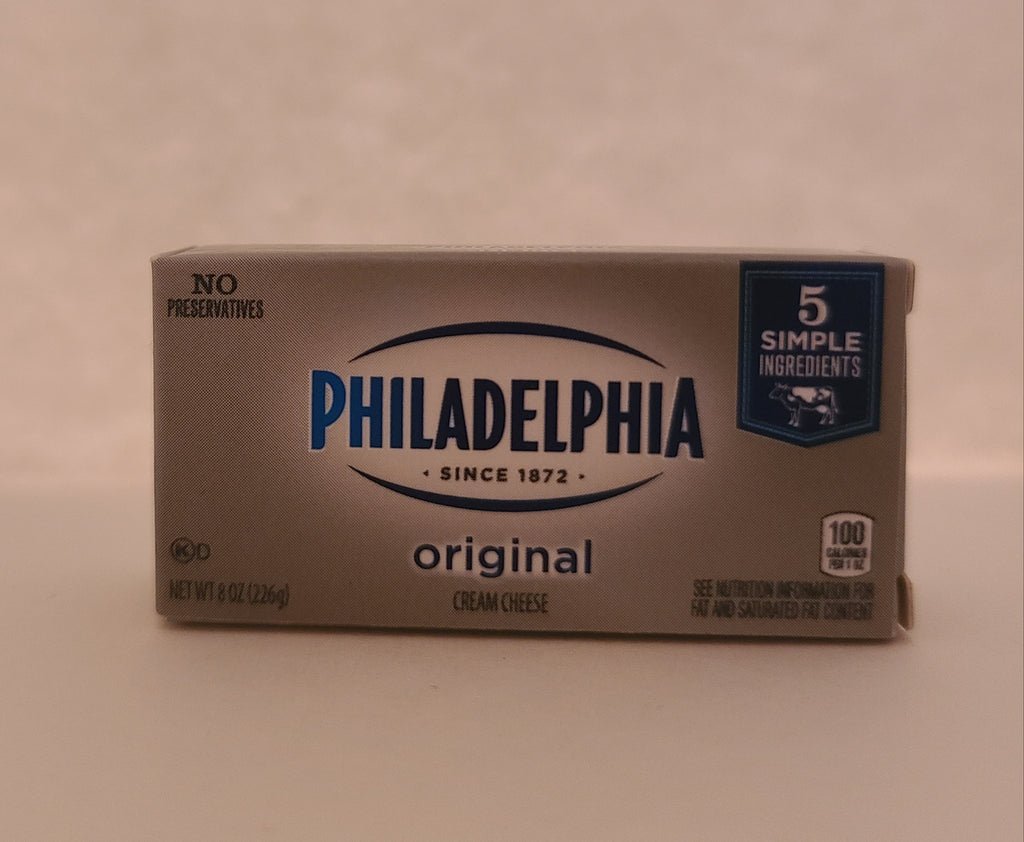 NO
PRESERVATIVES
5
SIMPLE
INGREDIENTS
PHILADELPHIA
· SINCE 1872 ·
original
CREAM CHEESE
K D
NET WT 8 OZ (226g)
100
CALORIES
PER 1 OZ
SEE NUTRITION INFORMATION FOR
FAT AND SATURATED FAT CONTENT